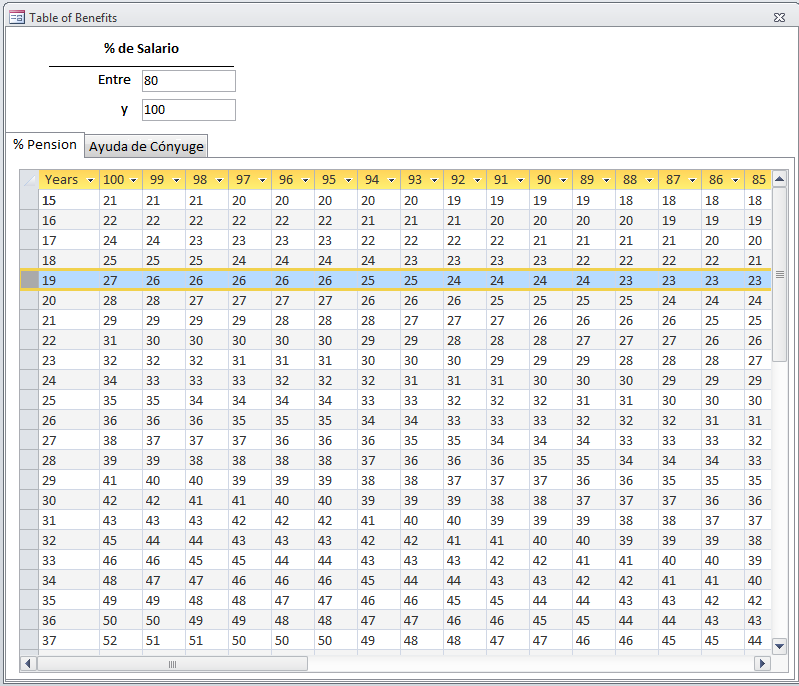 Table of Benefits
% de Salario
Entre 80
y 100
% Pension Ayuda de Cónyuge
Years 100 99 98 97 96 95 94 93 92 91 90 89 88 87 86 85
15 21 21 21 20 20 20 20 20 19 19 19 19 18 18 18 18
16 22 22 22 22 22 21 21 21 21 20 20 20 20 19 19 19
17 24 24 23 23 23 23 22 22 22 22 21 21 21 21 20 20
18 25 25 25 24 24 24 24 23 23 23 23 22 22 22 22 21
19 27 26 26 26 26 26 25 25 24 24 24 24 23 23 23 23
20 28 28 27 27 27 27 26 26 26 25 25 25 25 24 24 24
21 29 29 29 29 28 28 28 27 27 27 26 26 26 26 25 25
22 31 30 30 30 30 30 29 29 28 28 28 27 27 27 26 26
23 32 32 32 31 31 31 30 30 30 29 29 29 28 28 28 27
24 34 33 33 33 32 32 32 31 31 31 30 30 30 29 29 29
25 35 35 34 34 34 34 33 33 32 32 32 31 31 30 30 30
26 36 36 36 35 35 35 34 34 33 33 33 32 32 32 31 31
27 38 37 37 37 36 36 36 35 35 34 34 34 33 33 33 32
28 39 39 38 38 38 38 37 36 36 36 35 35 34 34 34 33
29 41 40 40 39 39 39 38 38 37 37 37 36 36 35 35 35
30 42 42 41 41 40 40 39 39 39 38 38 37 37 37 36 36
31 43 43 43 42 42 42 41 40 40 39 39 39 38 38 37 37
32 45 44 44 43 43 43 42 42 41 41 40 40 39 39 39 38
33 46 46 45 45 44 44 43 43 43 42 42 41 41 40 40 39
34 48 47 47 46 46 46 45 44 44 43 43 42 42 41 41 40
35 49 49 48 48 47 47 46 46 45 45 44 44 43 43 42 42
36 50 50 49 49 48 48 47 47 46 46 45 45 44 44 43 43
37 52 51 51 50 50 50 49 48 48 47 47 46 46 45 45 44